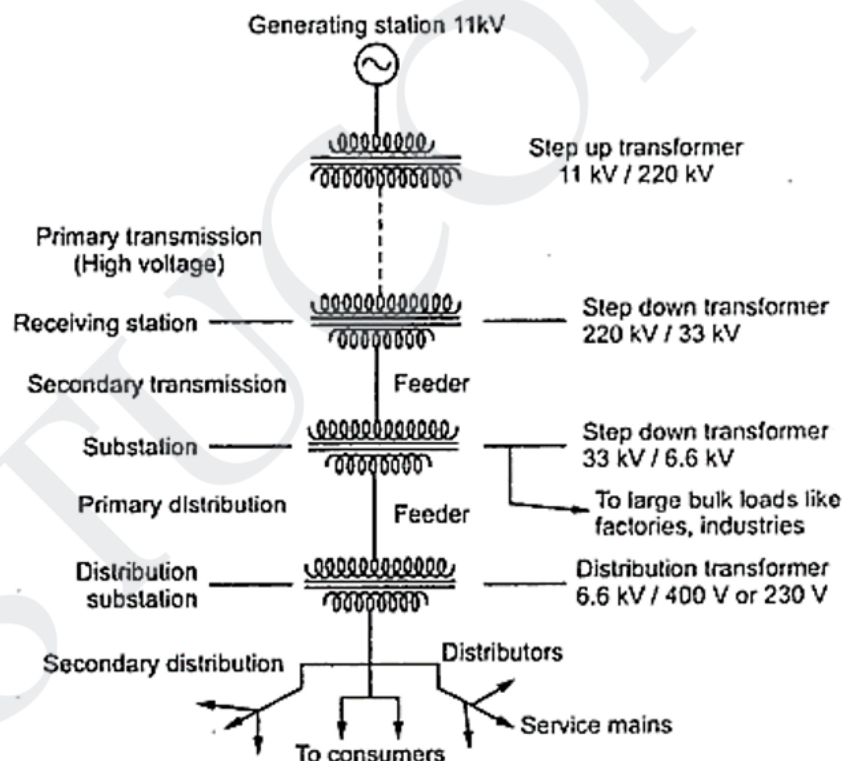 Generating station 11kV
Step up transformer
11 kV / 220 kV
Primary transmission
(High voltage)
Receiving station
Step down transformer
220 kV / 33 kV
Secondary transmission
Feeder
Substation
Step down transformer
33 kV / 6.6 kV
Primary distribution
Feeder
To large bulk loads like
factories, industries
Distribution
substation
Distribution transformer
6.6 kV / 400 V or 230 V
Secondary distribution
Distributors
Service mains
To consumers